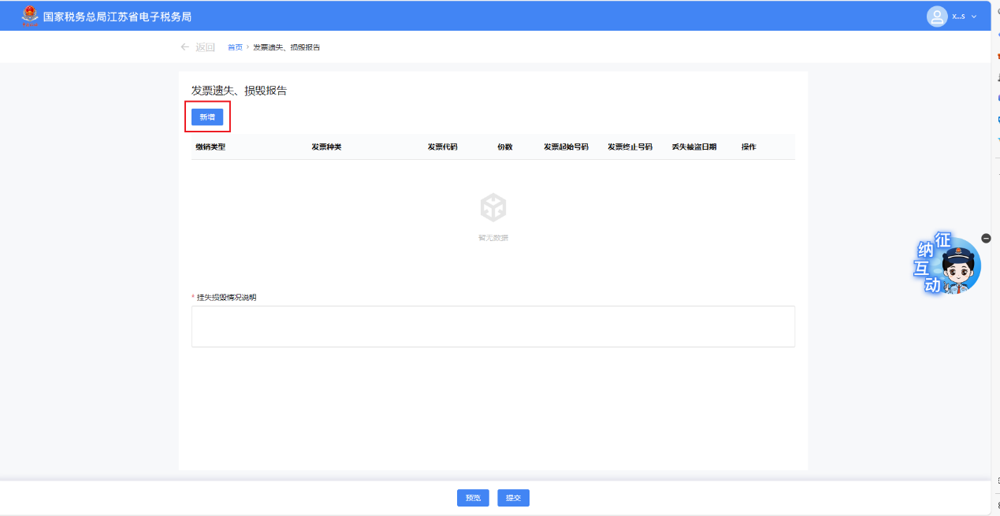 国家税务总局江苏省电子税务局
x...s
返回 首页 > 发票遗失、损毁报告
发票遗失、损毁报告
新增
缴销类型 发票种类 发票代码 份数 发票起始号码 发票终止号码 丢失被盗日期 操作
暂无数据
征纳互动
* 挂失损毁情况说明
预览 提交